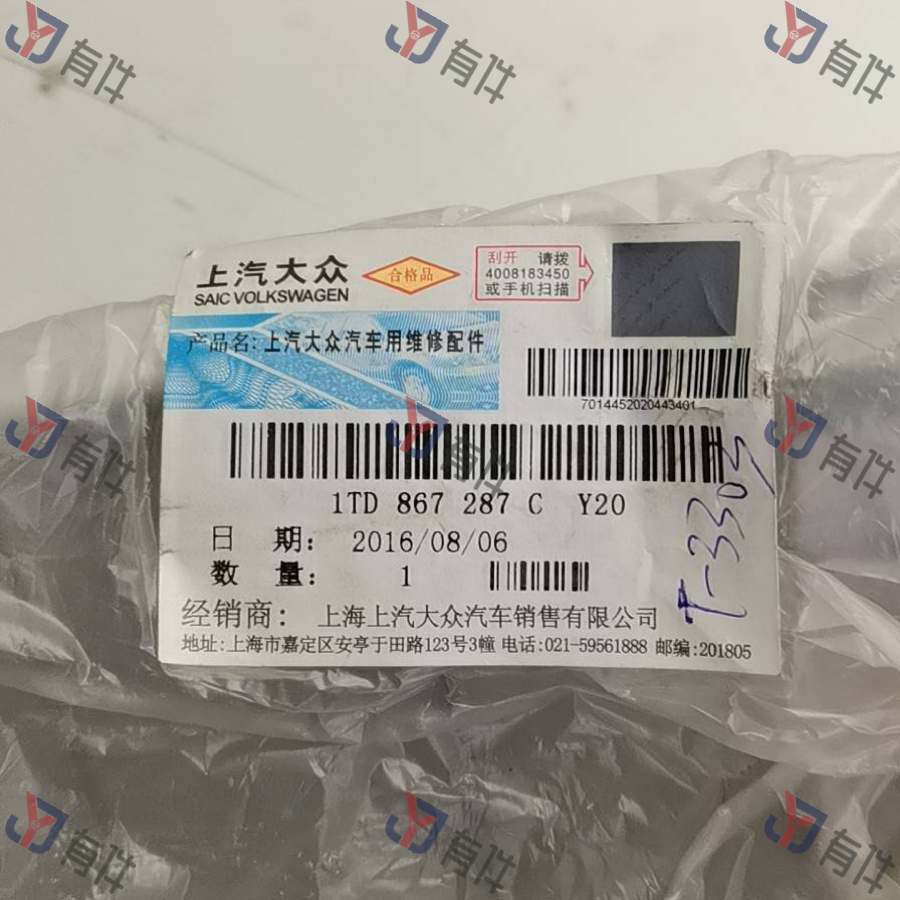 有件
有件
有件
上汽大众
SAIC VOLKSWAGEN
合格品
刮开 请拨
4008183450
或手机扫描
产品名: 上汽大众汽车用维修配件
7014452020443401
有件
有件
有件
1TD 867 287 C Y20
日 期: 2016/08/06
数 量: 1
T-3303
经销商: 上海上汽大众汽车销售有限公司
地址:上海市嘉定区安亭于田路123号3幢 电话:021-59561888 邮编:201805
有件
有件
有件